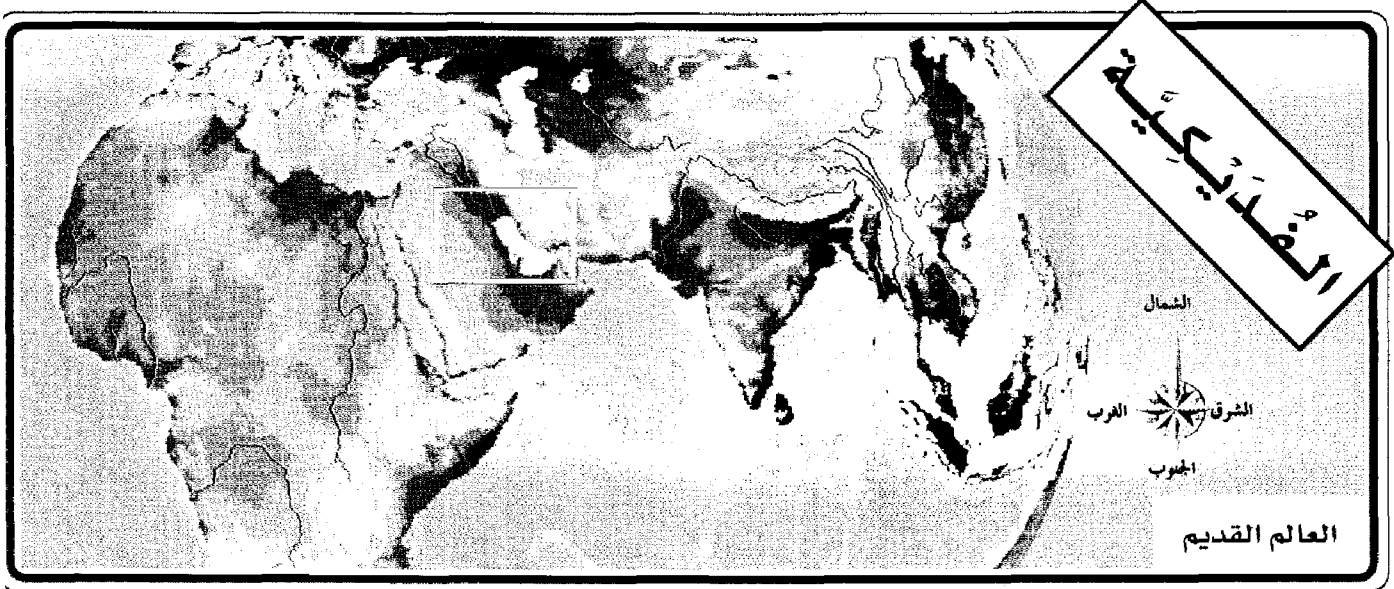 الفُدَيْكِيَّة
الشمال
الغرب
الشرق
الجنوب
العالم القديم